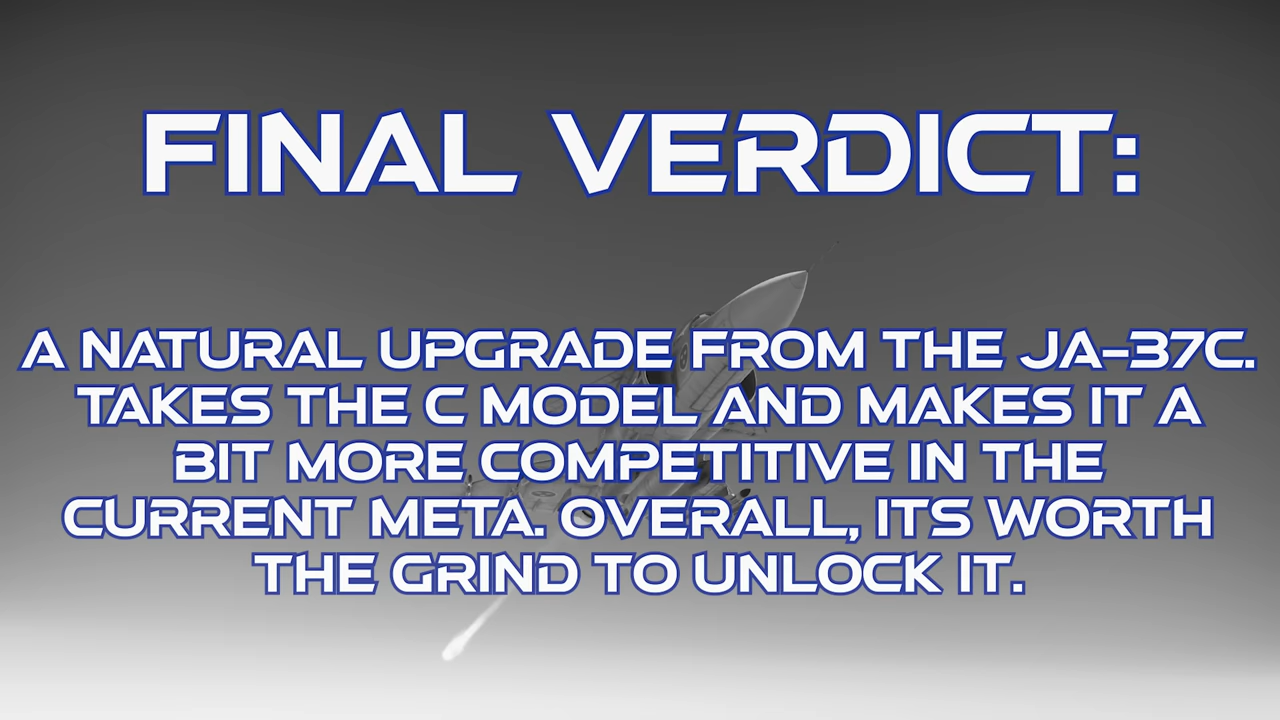 FINAL VERDICT:
A NATURAL UPGRADE FROM THE JA-37C.
TAKES THE C MODEL AND MAKES IT A
BIT MORE COMPETITIVE IN THE
CURRENT META. OVERALL, ITS WORTH
THE GRIND TO UNLOCK IT.